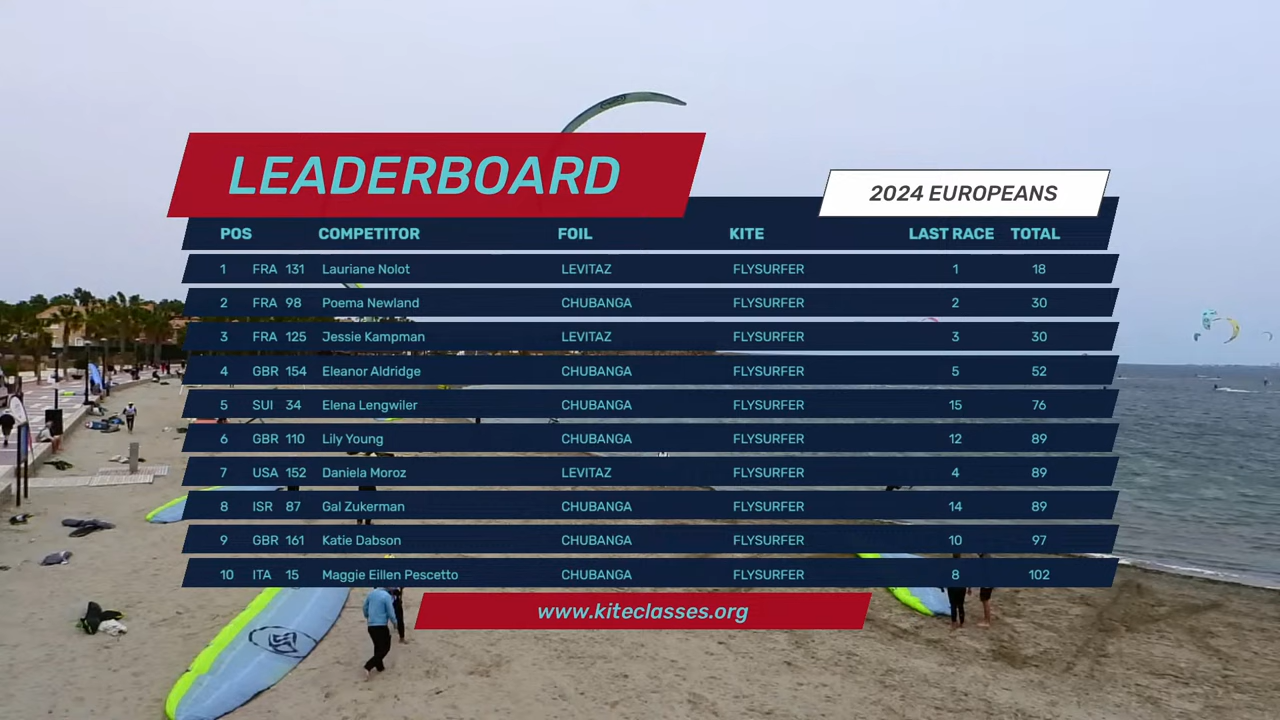 LEADERBOARD
2024 EUROPEANS
POS COMPETITOR FOIL KITE LAST RACE TOTAL
1 FRA 131 Lauriane Nolot LEVITAZ FLYSURFER 1 18
2 FRA 98 Poema Newland CHUBANGA FLYSURFER 2 30
3 FRA 125 Jessie Kampman LEVITAZ FLYSURFER 3 30
4 GBR 154 Eleanor Aldridge CHUBANGA FLYSURFER 5 52
5 SUI 34 Elena Lengwiler CHUBANGA FLYSURFER 15 76
6 GBR 110 Lily Young CHUBANGA FLYSURFER 12 89
7 USA 152 Daniela Moroz LEVITAZ FLYSURFER 4 89
8 ISR 87 Gal Zukerman CHUBANGA FLYSURFER 14 89
9 GBR 161 Katie Dabson CHUBANGA FLYSURFER 10 97
10 ITA 15 Maggie Eillen Pescetto CHUBANGA FLYSURFER 8 102
www.kiteclasses.org